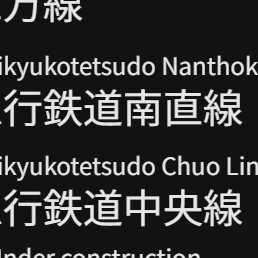 万線
ikyukotetsudo Nanthok
行鉄道南直線
ikyukotetsudo Chuo Lin
行鉄道中央線
Under construction